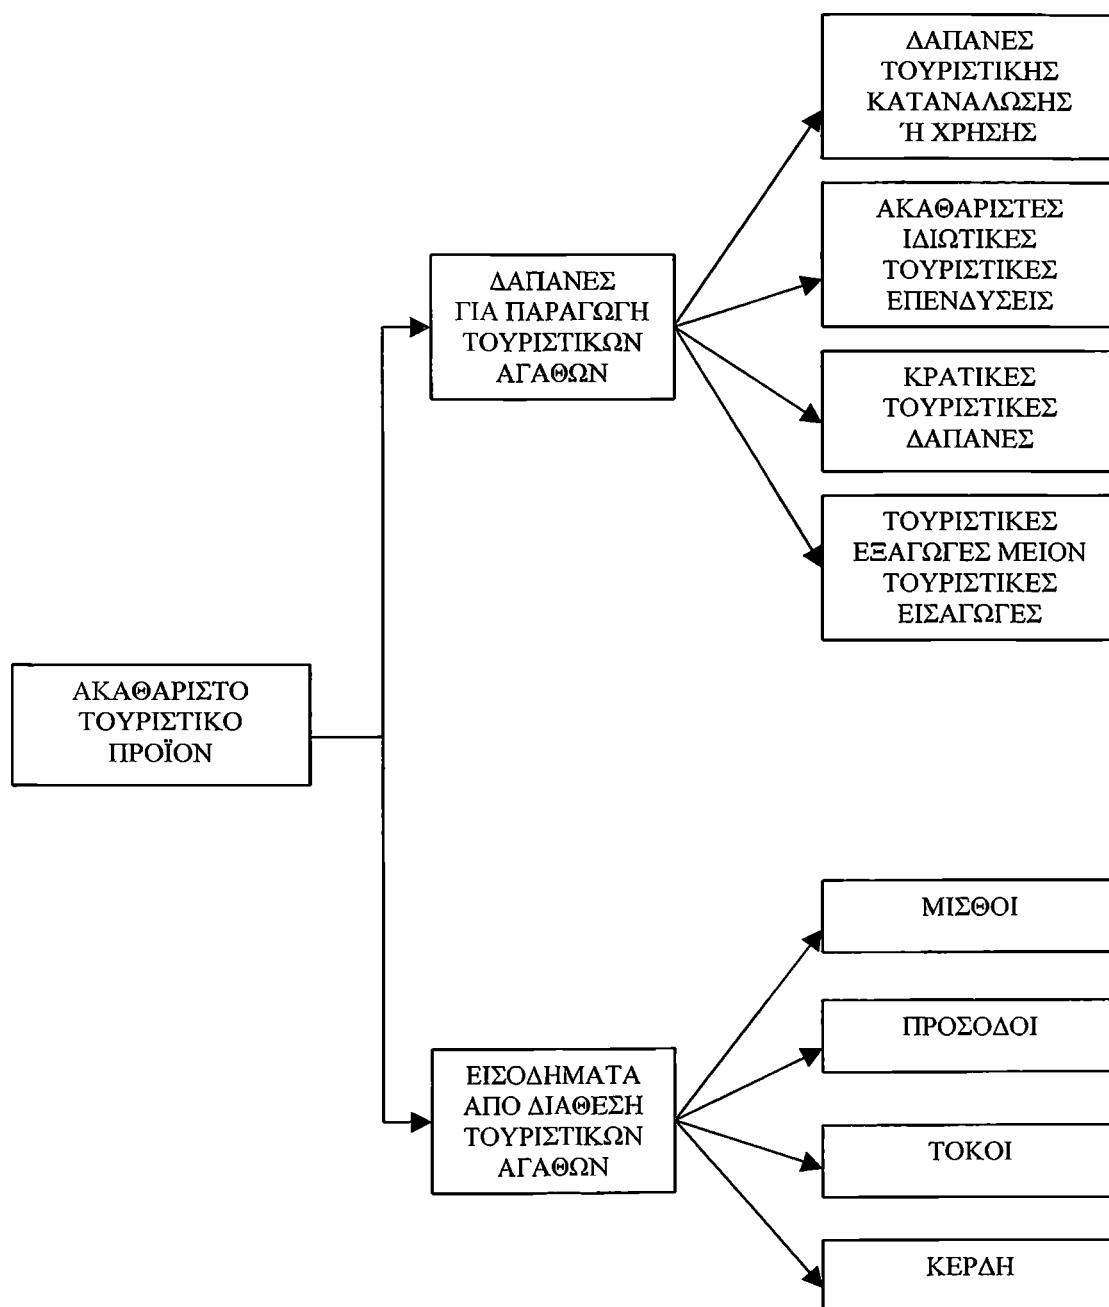 ΔΑΠΑΝΕΣ
ΤΟΥΡΙΣΤΙΚΗΣ
ΚΑΤΑΝΑΛΩΣΗΣ
Ή ΧΡΗΣΗΣ
ΑΚΑΘΑΡΙΣΤΕΣ
ΙΔΙΩΤΙΚΕΣ
ΤΟΥΡΙΣΤΙΚΕΣ
ΕΠΕΝΔΥΣΕΙΣ
ΔΑΠΑΝΕΣ
ΓΙΑ ΠΑΡΑΓΩΓΗ
ΤΟΥΡΙΣΤΙΚΩΝ
ΑΓΑΘΩΝ
ΚΡΑΤΙΚΕΣ
ΤΟΥΡΙΣΤΙΚΕΣ
ΔΑΠΑΝΕΣ
ΤΟΥΡΙΣΤΙΚΕΣ
ΕΞΑΓΩΓΕΣ ΜΕΙΟΝ
ΤΟΥΡΙΣΤΙΚΕΣ
ΕΙΣΑΓΩΓΕΣ
ΑΚΑΘΑΡΙΣΤΟ
ΤΟΥΡΙΣΤΙΚΟ
ΠΡΟΪΟΝ
ΜΙΣΘΟΙ
ΠΡΟΣΟΔΟΙ
ΕΙΣΟΔΗΜΑΤΑ
ΑΠΟ ΔΙΑΘΕΣΗ
ΤΟΥΡΙΣΤΙΚΩΝ
ΑΓΑΘΩΝ
ΤΟΚΟΙ
ΚΕΡΔΗ